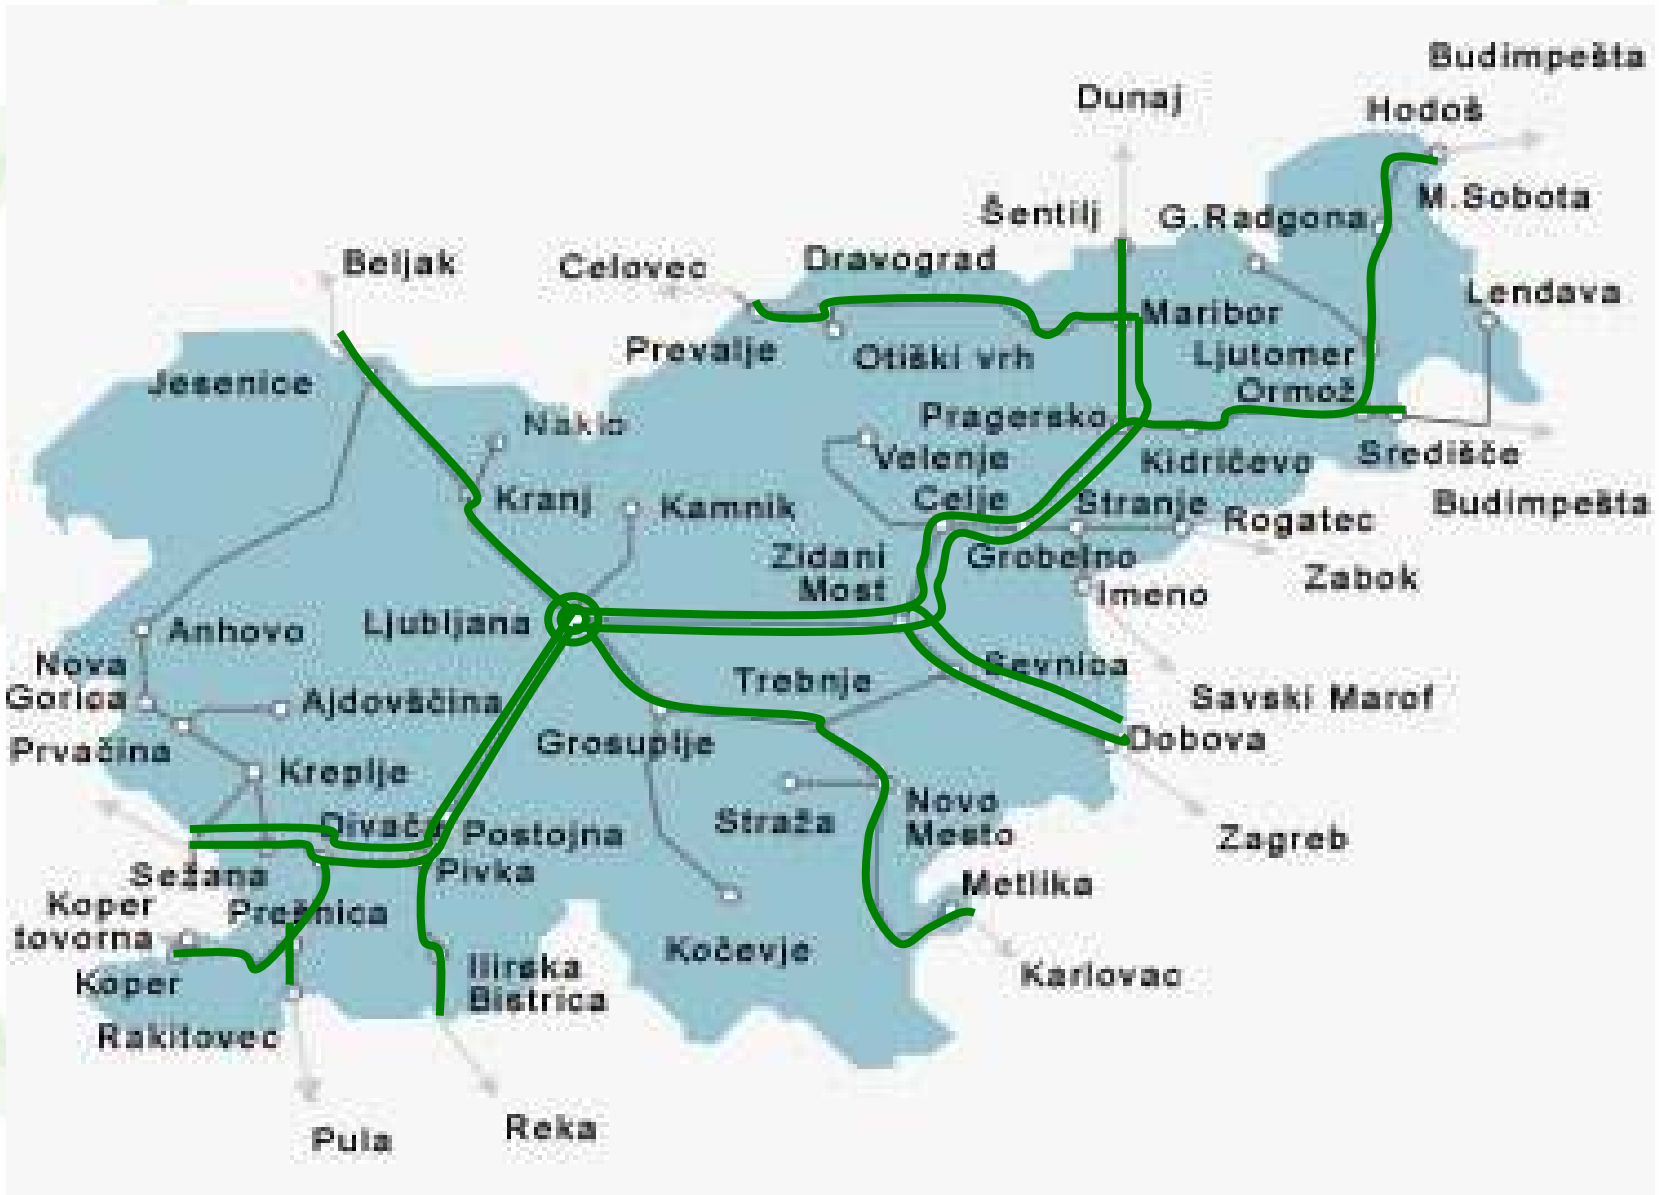 Budimpešta
Dunaj
Hodoš
M.Sobota
Šentilj
G.Radgona
Beljak
Celovec
Dravograd
Lendava
Maribor
Prevalje
Otiški vrh
Ljutomer
Jesenice
Ormož
Naklo
Pragersko
Velenje
Kidričevo
Središče
Kranj
Kamnik
Celje
Stranje
Rogatec
Budimpešta
Zidani
Most
Grobelno
Zabok
Imeno
Ljubljana
Anhovo
Nova
Gorica
Sevnica
Trebnje
Savski Marof
Ajdovščina
Prvačina
Grosuplje
Dobova
Kreplje
Novo
Mesto
Straža
Divača
Postojna
Zagreb
Sežana
Pivka
Metlika
Koper
tovorna
Prešnica
Kočevje
Ilirska
Bistrica
Karlovac
Koper
Rakitovec
Pula
Reka